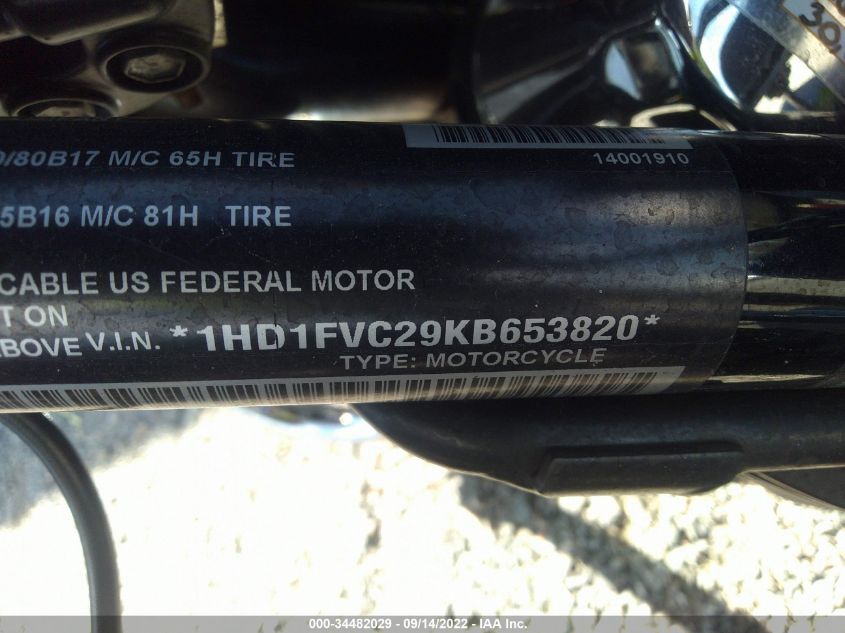 30
0/80B17 M/C 65H TIRE
14001910
5B16 M/C 81H TIRE
CABLE US FEDERAL MOTOR
T ON
ABOVE V.I.N. *1HD1FVC29KB653820*
TYPE: MOTORCYCLE
000-34482029 - 09/14/2022 - IAA Inc.